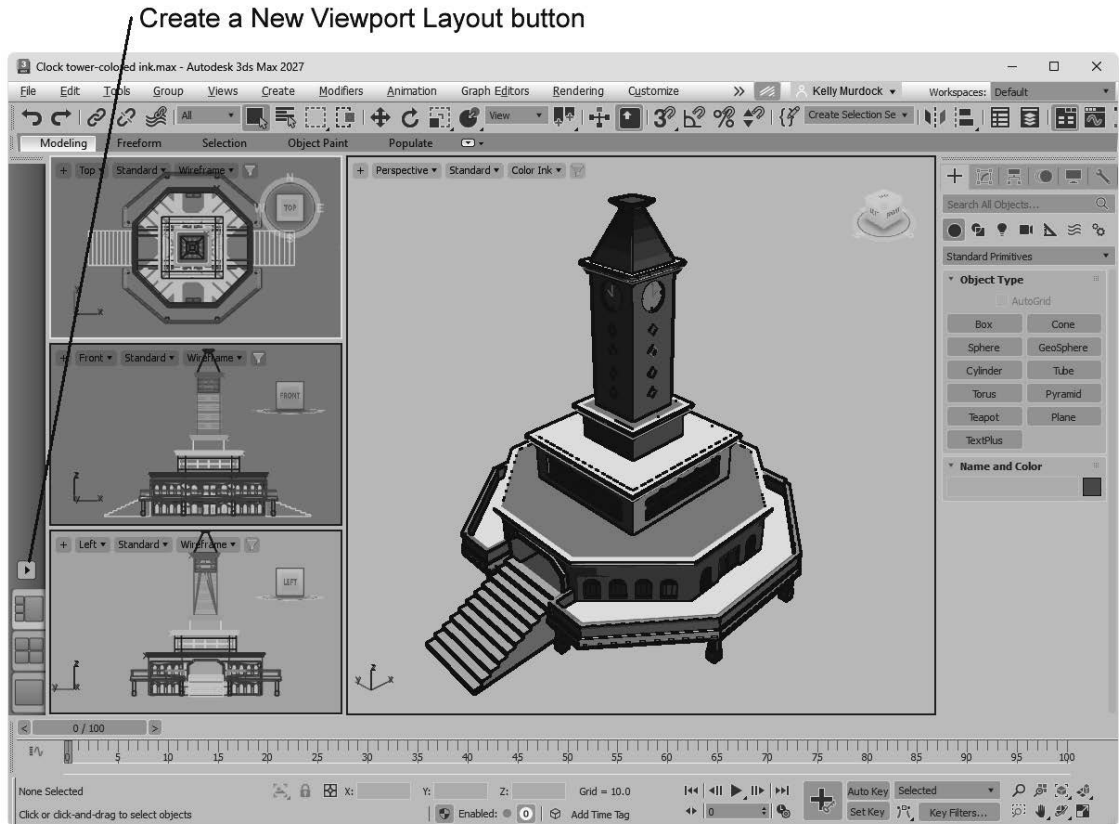 Create a New Viewport Layout button
Clock tower-colored ink.max - Autodesk 3ds Max 2027
File Edit Tools Group Views Create Modifiers Animation Graph Editors Rendering Customize Kelly Murdock Workspaces: Default
All View Create Selection Se
Modeling Freeform Selection Object Paint Populate
+ Top Standard Wireframe
N
TOP
E
S
x
+ Perspective Standard Color Ink
Search All Objects...
Standard Primitives
Object Type
AutoGrid
Box Cone
Sphere GeoSphere
Cylinder Tube
Torus Pyramid
Teapot Plane
TextPlus
Name and Color
+ Front Standard Wireframe
FRONT
z
x
+ Left Standard Wireframe
LEFT
z
y x
z
y x
< 0 / 100 >
0 5 10 15 20 25 30 35 40 45 50 55 60 65 70 75 80 85 90 95 100
None Selected X: Y: Z: Grid = 10.0 Auto Key Selected
Click or click-and-drag to select objects Enabled: 0 Add Time Tag 0 Set Key Key Filters...